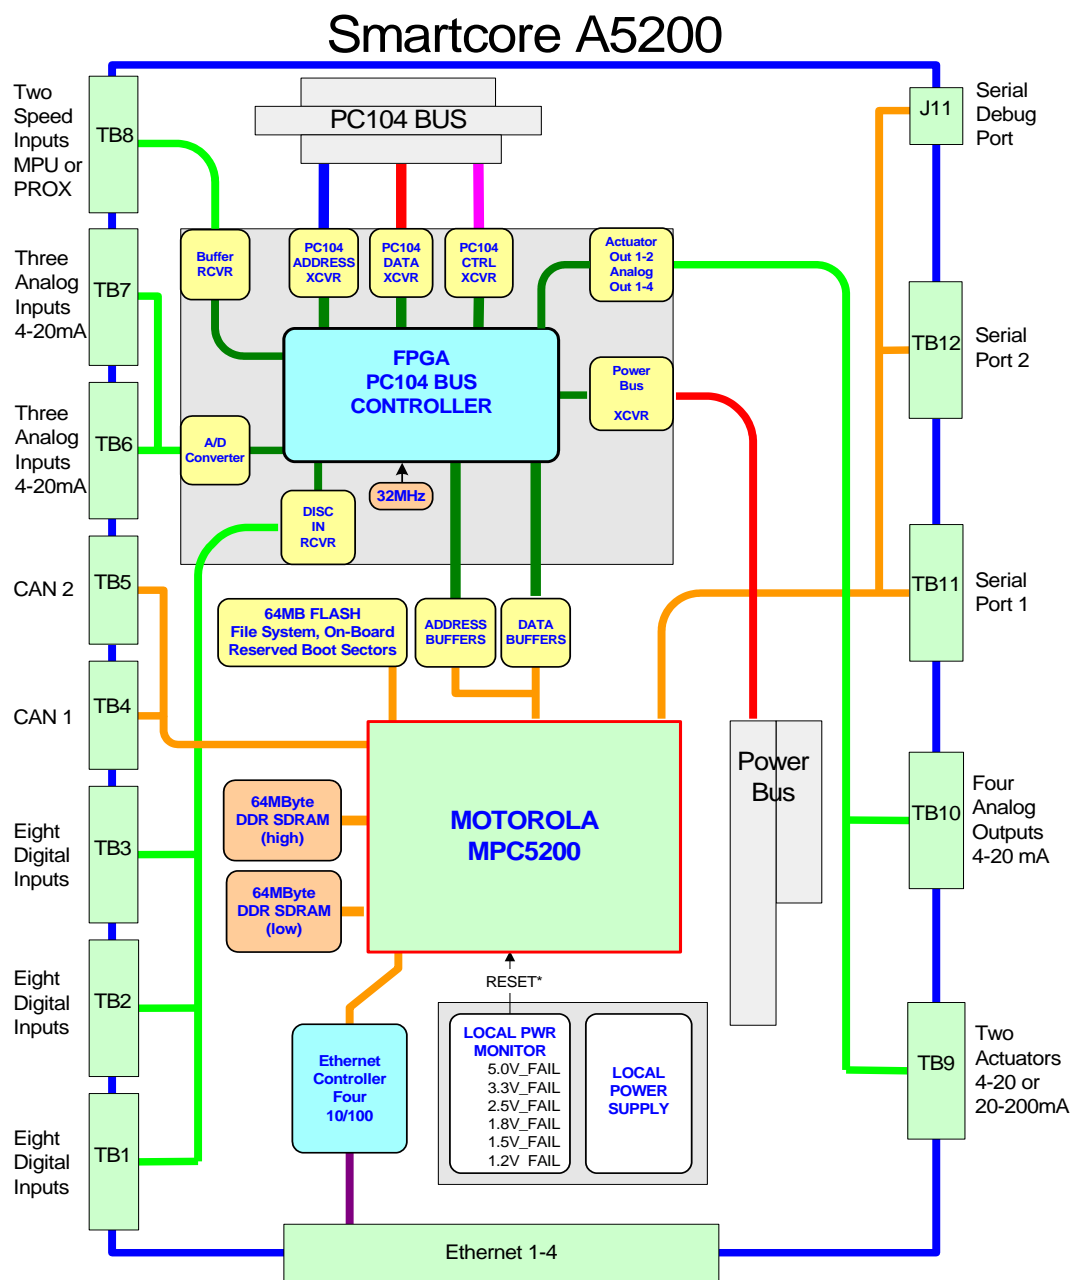 Smartcore A5200
Two
Speed
Inputs
MPU or
PROX
TB8
PC104 BUS
J11
Serial
Debug
Port
Three
Analog
Inputs
4-20mA
TB7
Buffer
RCVR
PC104
ADDRESS
XCVR
PC104
DATA
XCVR
PC104
CTRL
XCVR
Actuator
Out 1-2
Analog
Out 1-4
TB12
Serial
Port 2
FPGA
PC104 BUS
CONTROLLER
Power
Bus
XCVR
Three
Analog
Inputs
4-20mA
TB6
A/D
Converter
32MHz
DISC
IN
RCVR
CAN 2
TB5
64MB FLASH
File System, On-Board
Reserved Boot Sectors
ADDRESS
BUFFERS
DATA
BUFFERS
TB11
Serial
Port 1
CAN 1
TB4
Power
Bus
Eight
Digital
Inputs
TB3
64MByte
DDR SDRAM
(high)
MOTOROLA
MPC5200
TB10
Four
Analog
Outputs
4-20 mA
64MByte
DDR SDRAM
(low)
Eight
Digital
Inputs
TB2
RESET*
Ethernet
Controller
Four
10/100
LOCAL PWR
MONITOR
5.0V_FAIL
3.3V_FAIL
2.5V_FAIL
1.8V_FAIL
1.5V_FAIL
1.2V FAIL
LOCAL
POWER
SUPPLY
TB9
Two
Actuators
4-20 or
20-200mA
Eight
Digital
Inputs
TB1
Ethernet 1-4